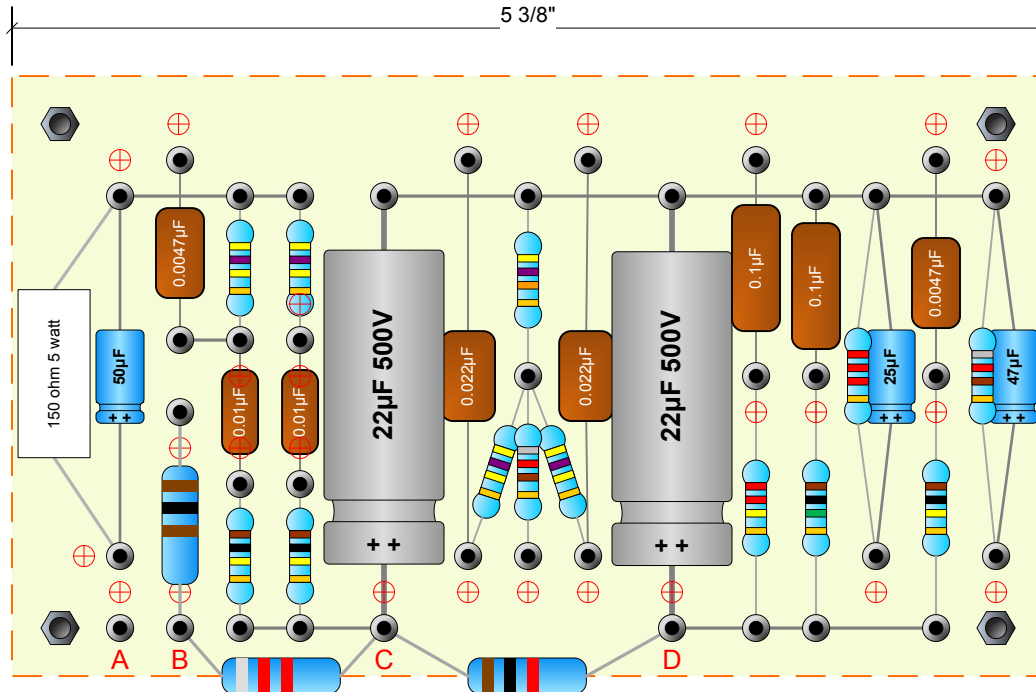 5 3/8"
0.0047µF
150 ohm 5 watt
50µF
0.01µF
0.01µF
22µF 500V
++
0.022µF
0.022µF
22µF 500V
++
0.1µF
0.1µF
25µF
++
0.0047µF
47µF
++
++
A
B
C
D